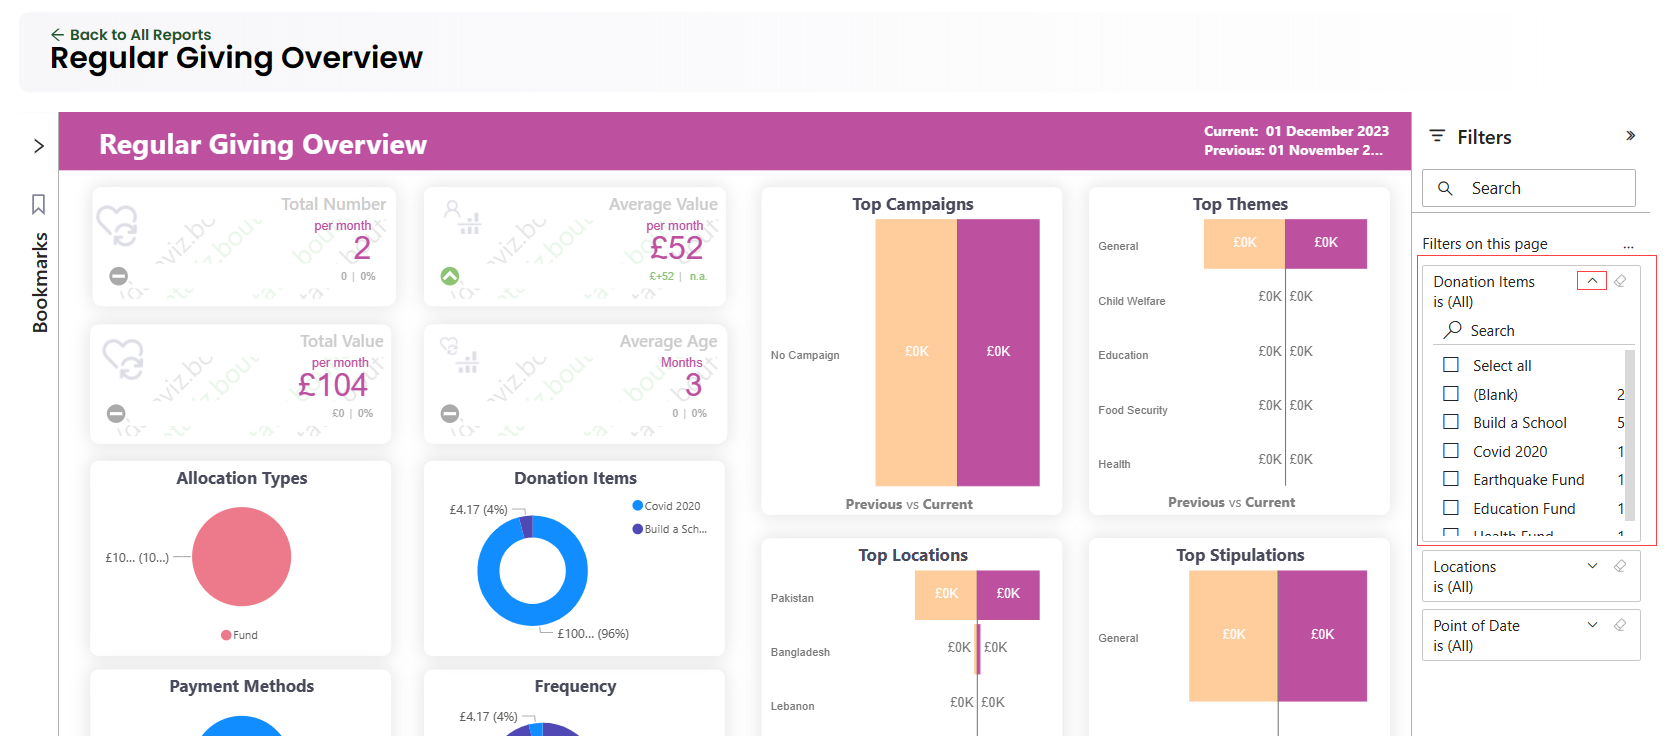 Back to All Reports
Regular Giving Overview
Bookmarks
Regular Giving Overview
Current: 01 December 2023
Previous: 01 November 2...
Total Number
per month
2
0 | 0%
Average Value
per month
£52
£+52 | n.a.
Total Value
per month
£104
£0 | 0%
Average Age
Months
3
0 | 0%
Allocation Types
£10... (10...)
Fund
Donation Items
£4.17 (4%)
Covid 2020
Build a Sch...
£100... (96%)
Payment Methods
Frequency
£4.17 (4%)
Top Campaigns
No Campaign
£0K £0K
Previous vs Current
Top Themes
General £0K £0K
Child Welfare £0K £0K
Education £0K £0K
Food Security £0K £0K
Health £0K £0K
Previous vs Current
Top Locations
Pakistan £0K £0K
Bangladesh £0K £0K
Lebanon £0K £0K
Top Stipulations
General £0K £0K
Filters
Search
Filters on this page ...
Donation Items
is (All)
Search
Select all
(Blank) 2
Build a School 5
Covid 2020 1
Earthquake Fund 1
Education Fund 1
Health Fund 1
Locations
is (All)
Point of Date
is (All)